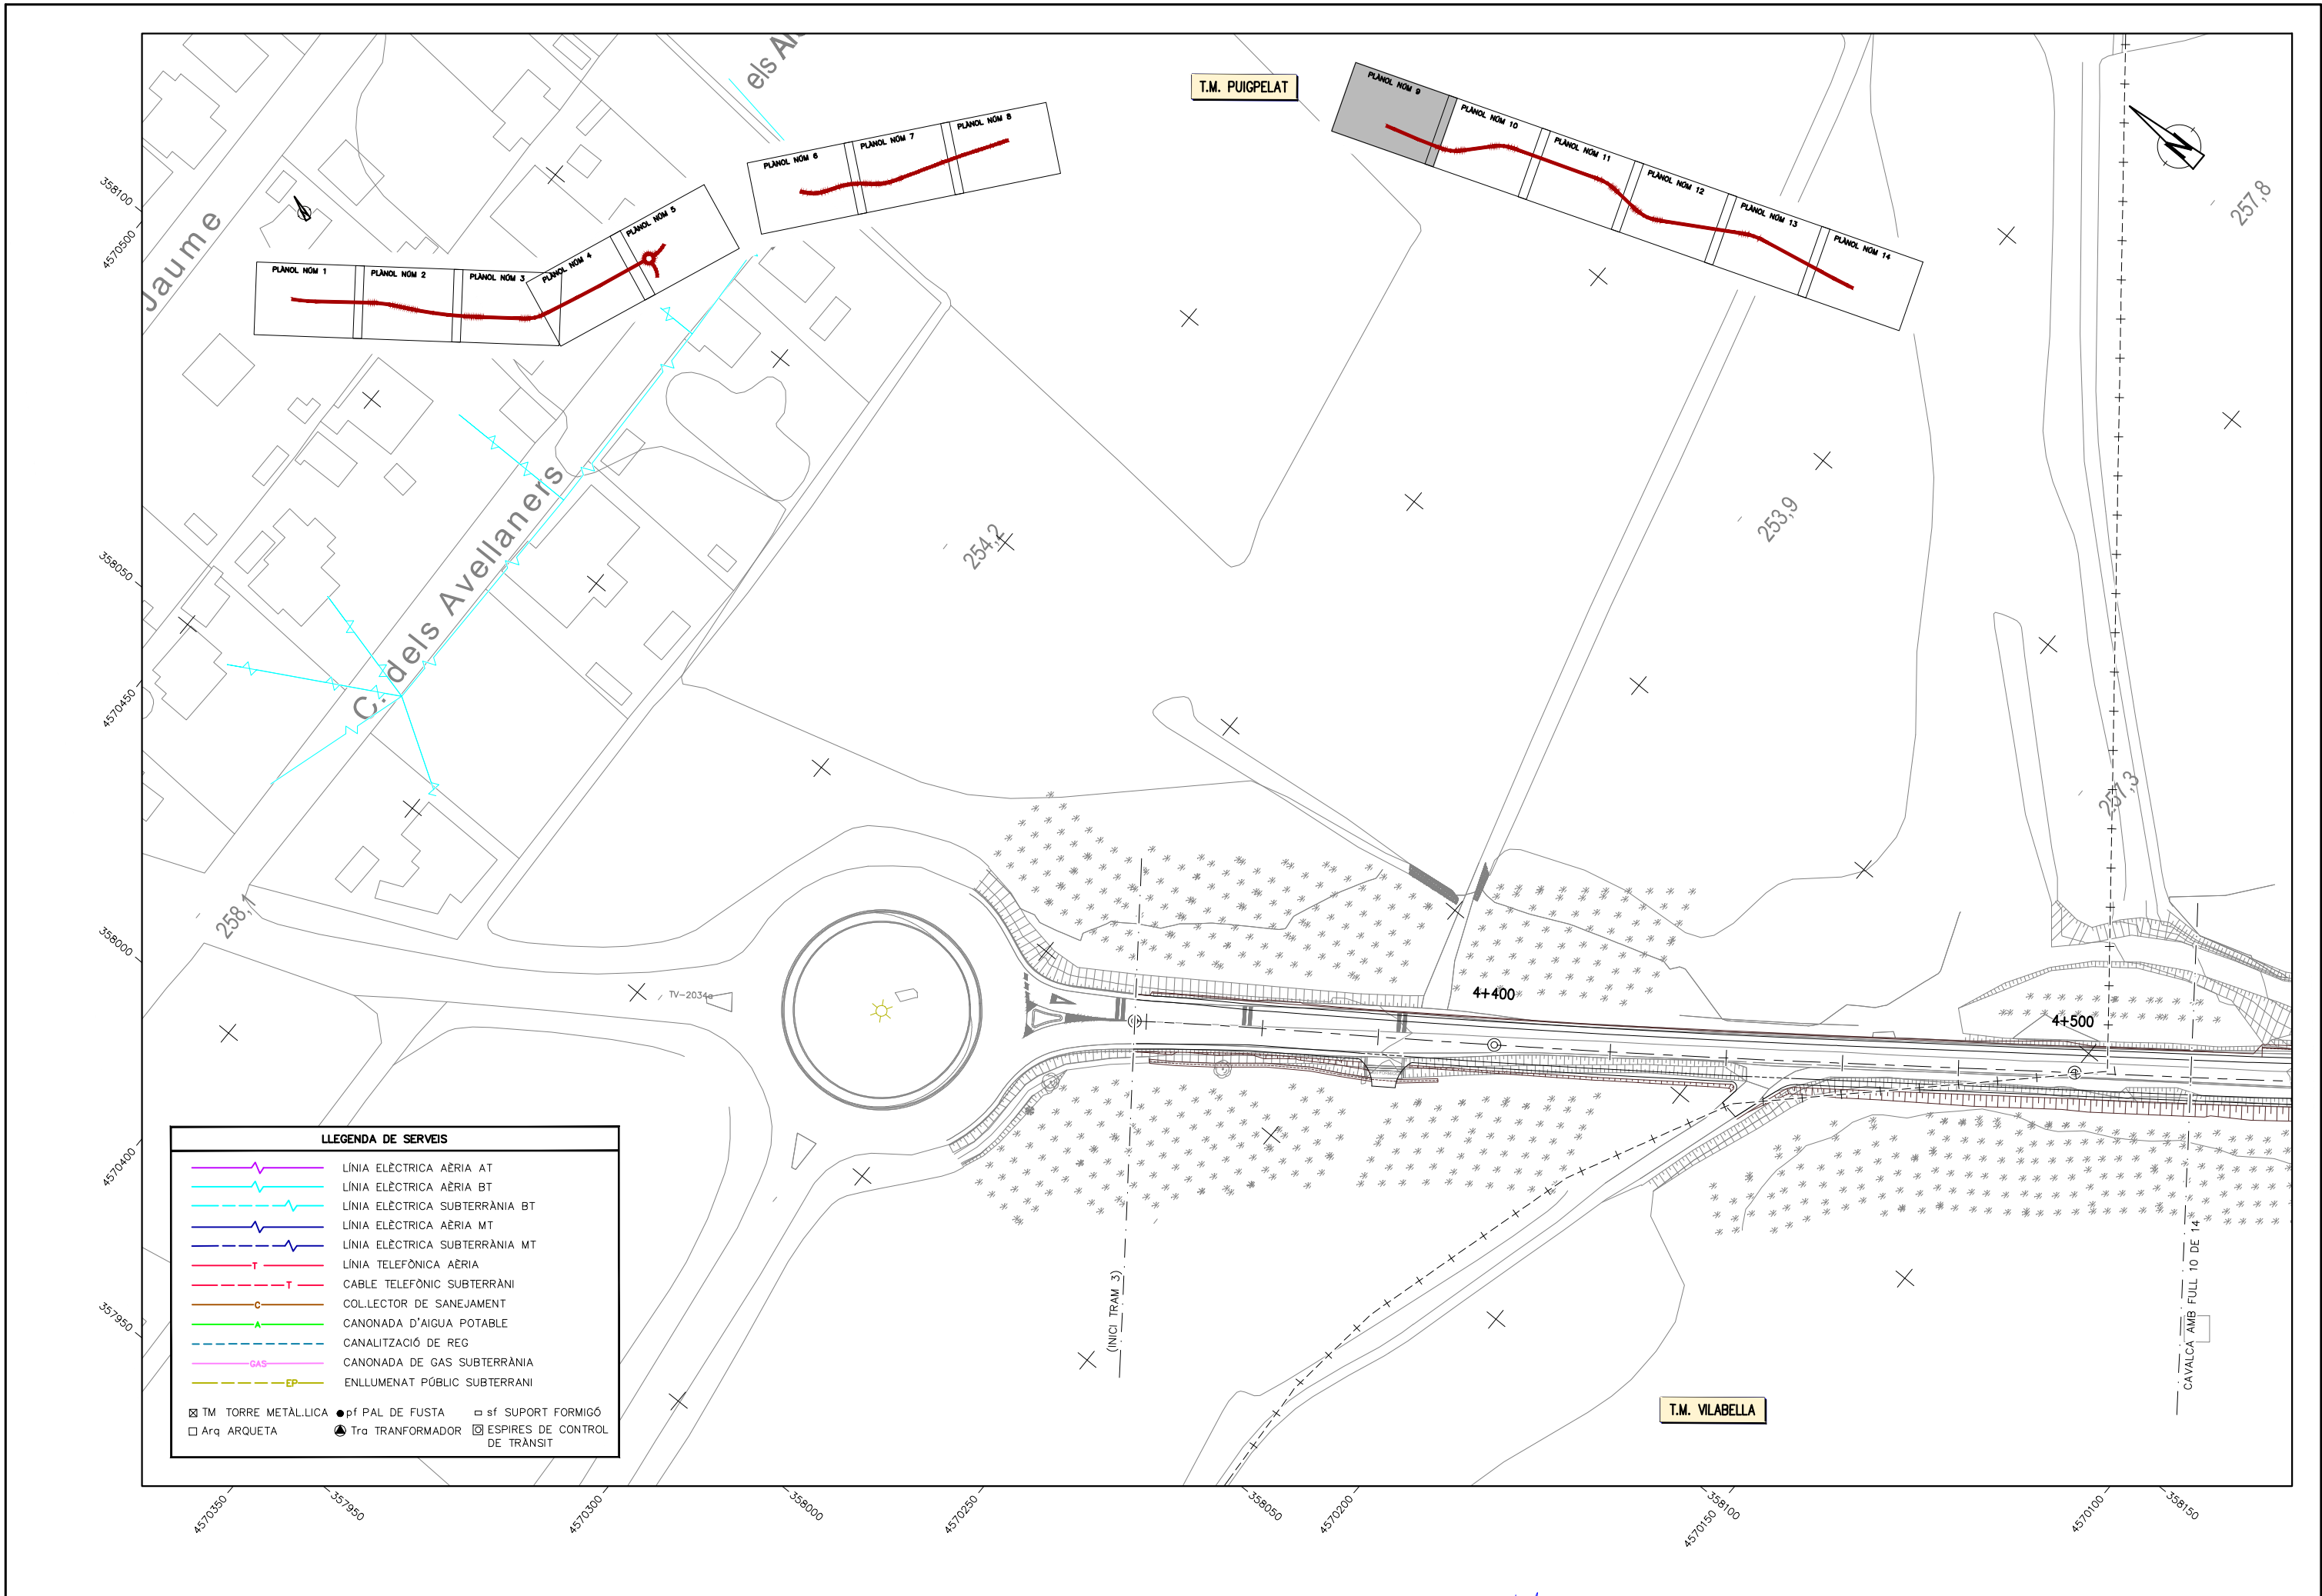 els
T.M. PUIGPELAT
PLÀNOL NÚM 9
PLÀNOL NÚM 10
PLÀNOL NÚM 11
PLÀNOL NÚM 12
PLÀNOL NÚM 13
PLÀNOL NÚM 14
PLÀNOL NÚM 6
PLÀNOL NÚM 7
PLÀNOL NÚM 8
PLÀNOL NÚM 1
PLÀNOL NÚM 2
PLÀNOL NÚM 3
PLÀNOL NÚM 4
PLÀNOL NÚM 5
N
N
358100
4570500
Jaume
257,8
358050
4570450
C. dels Avellaners
254,2
253,9
257,3
258,1
358000
TV-2034a
4+400
4+500
4570400
357950
(INICI TRAM 3)
CAVALCA AMB FULL 10 DE 14
T.M. VILABELLA
LLEGENDA DE SERVEIS
LÍNIA ELÈCTRICA AÈRIA AT
LÍNIA ELÈCTRICA AÈRIA BT
LÍNIA ELÈCTRICA SUBTERRÀNIA BT
LÍNIA ELÈCTRICA AÈRIA MT
LÍNIA ELÈCTRICA SUBTERRÀNIA MT
T LÍNIA TELEFÒNICA AÈRIA
T CABLE TELEFÒNIC SUBTERRÀNI
C COL.LECTOR DE SANEJAMENT
A CANONADA D'AIGUA POTABLE
CANALITZACIÓ DE REG
GAS CANONADA DE GAS SUBTERRÀNIA
EP ENLLUMENAT PÚBLIC SUBTERRANI
TM TORRE METÀL.LICA pf PAL DE FUSTA sf SUPORT FORMIGÓ
Arq ARQUETA Tra TRANFORMADOR ESPIRES DE CONTROL
DE TRÀNSIT
4570350
357950
4570300
358000
4570250
358050
4570200
358100
4570150
4570100
358150